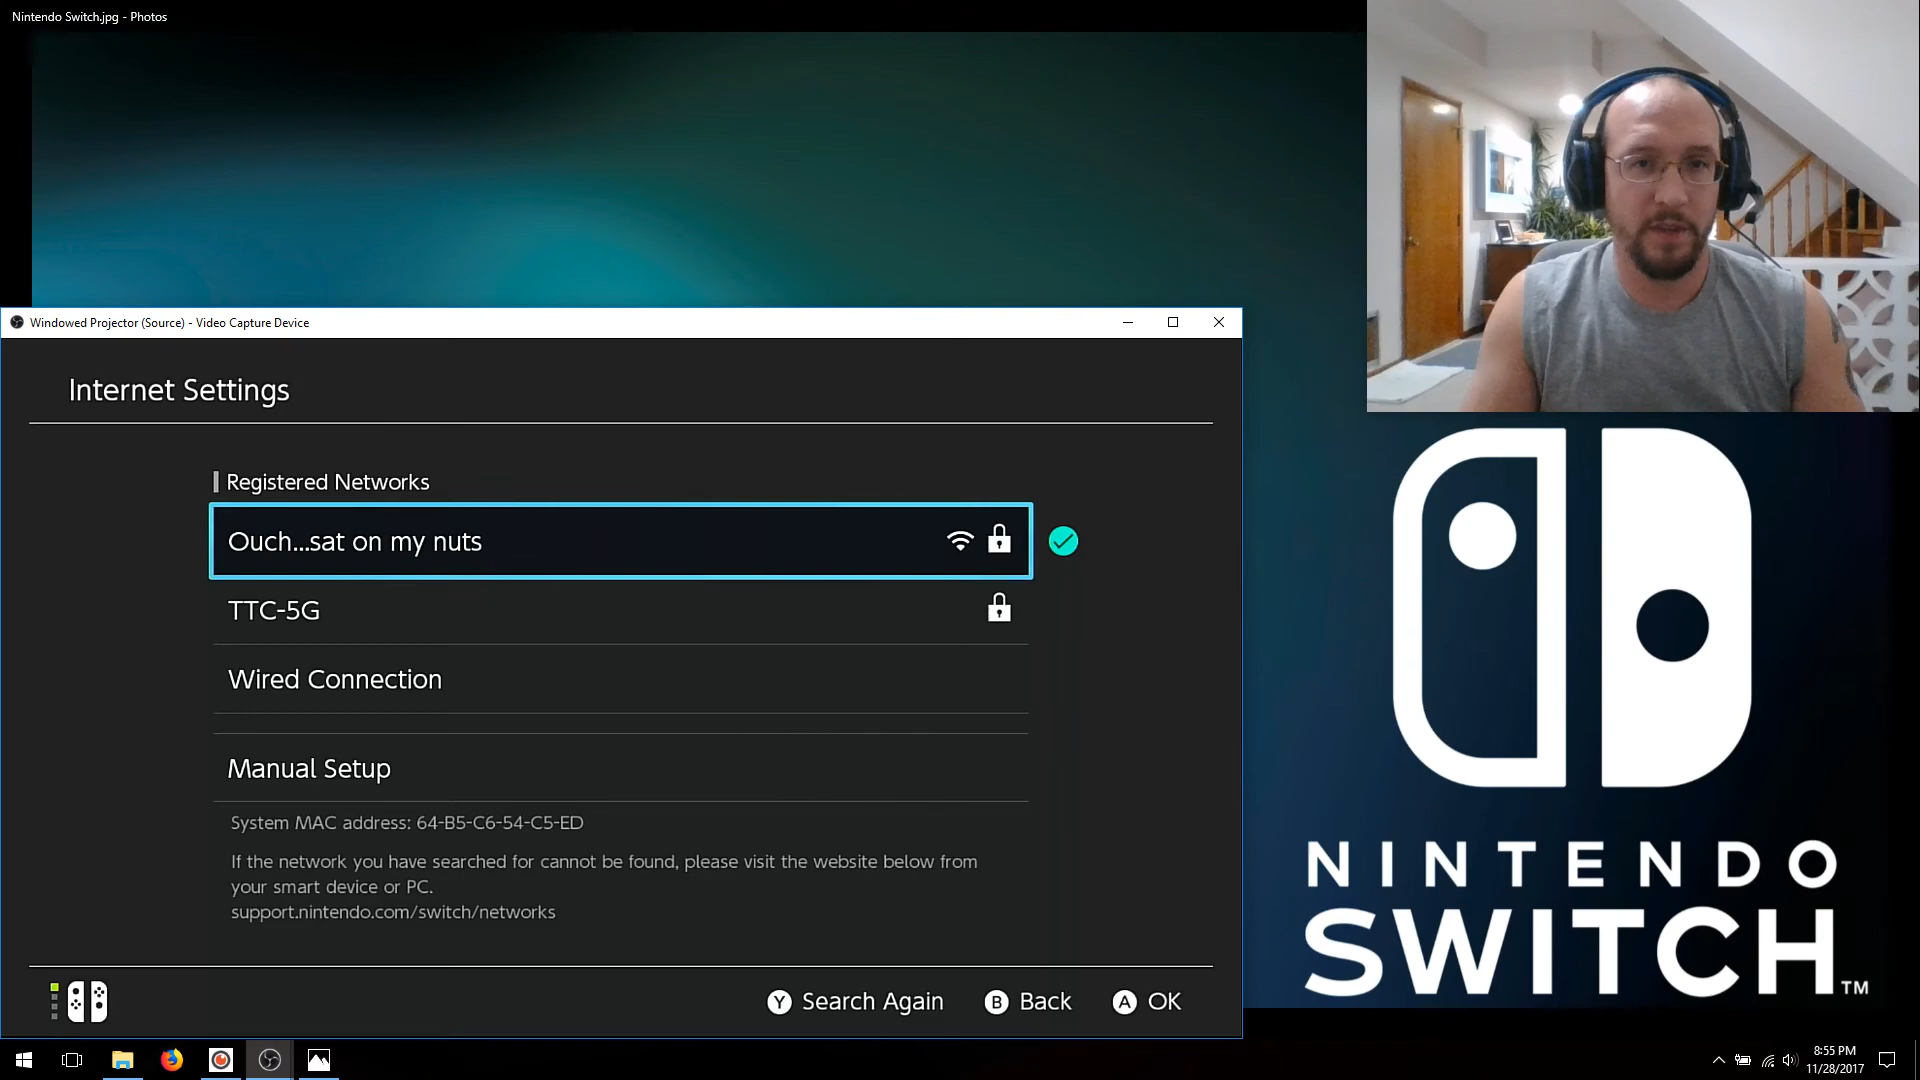 Nintendo Switch.jpg - Photos
Windowed Projector (Source) - Video Capture Device
Internet Settings
Registered Networks
Ouch...sat on my nuts
TTC-5G
Wired Connection
Manual Setup
System MAC address: 64-B5-C6-54-C5-ED
If the network you have searched for cannot be found, please visit the website below from
your smart device or PC.
support.nintendo.com/switch/networks
Y Search Again B Back A OK
NINTENDO
SWITCH™
8:55 PM
11/28/2017